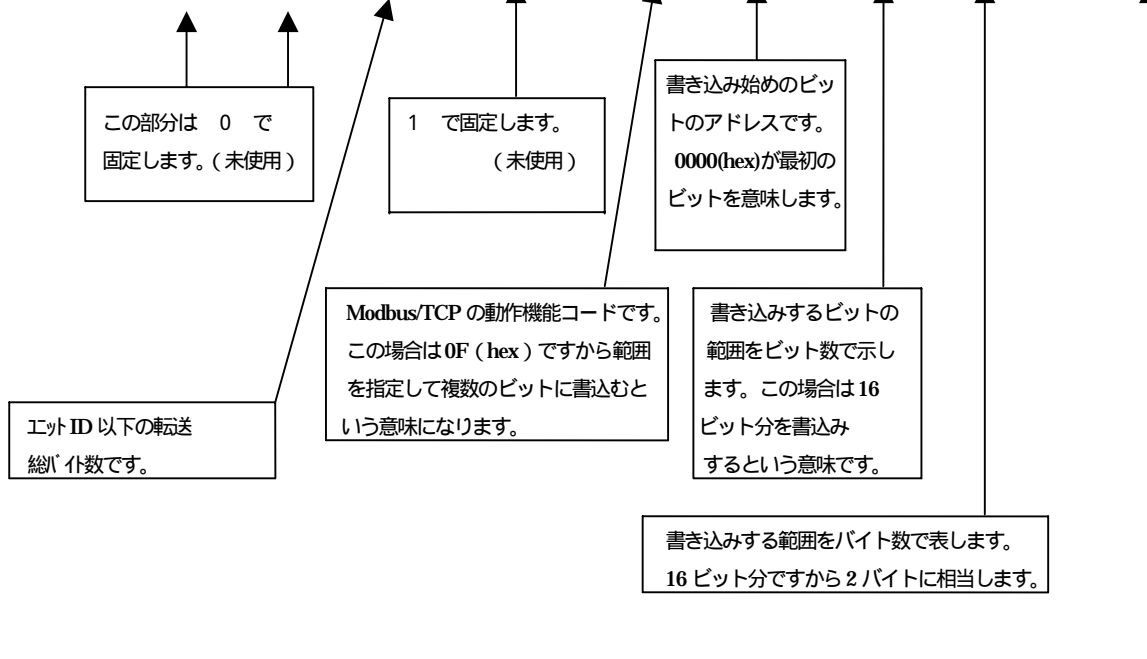 この部分は 0 で
固定します。(未使用)
1 で固定します。
(未使用)
書き込み始めのビッ
トのアドレスです。
0000(hex)が最初の
ビットを意味します。
Modbus/TCP の動作機能コードです。
この場合は 0F(hex)ですから範囲
を指定して複数のビットに書込むと
いう意味になります。
書き込みするビットの
範囲をビット数で示し
ます。この場合は 16
ビット分を書込み
するという意味です。
ユニット ID 以下の転送
総バイト数です。
書き込みする範囲をバイト数で表します。
16 ビット分ですから 2 バイトに相当します。